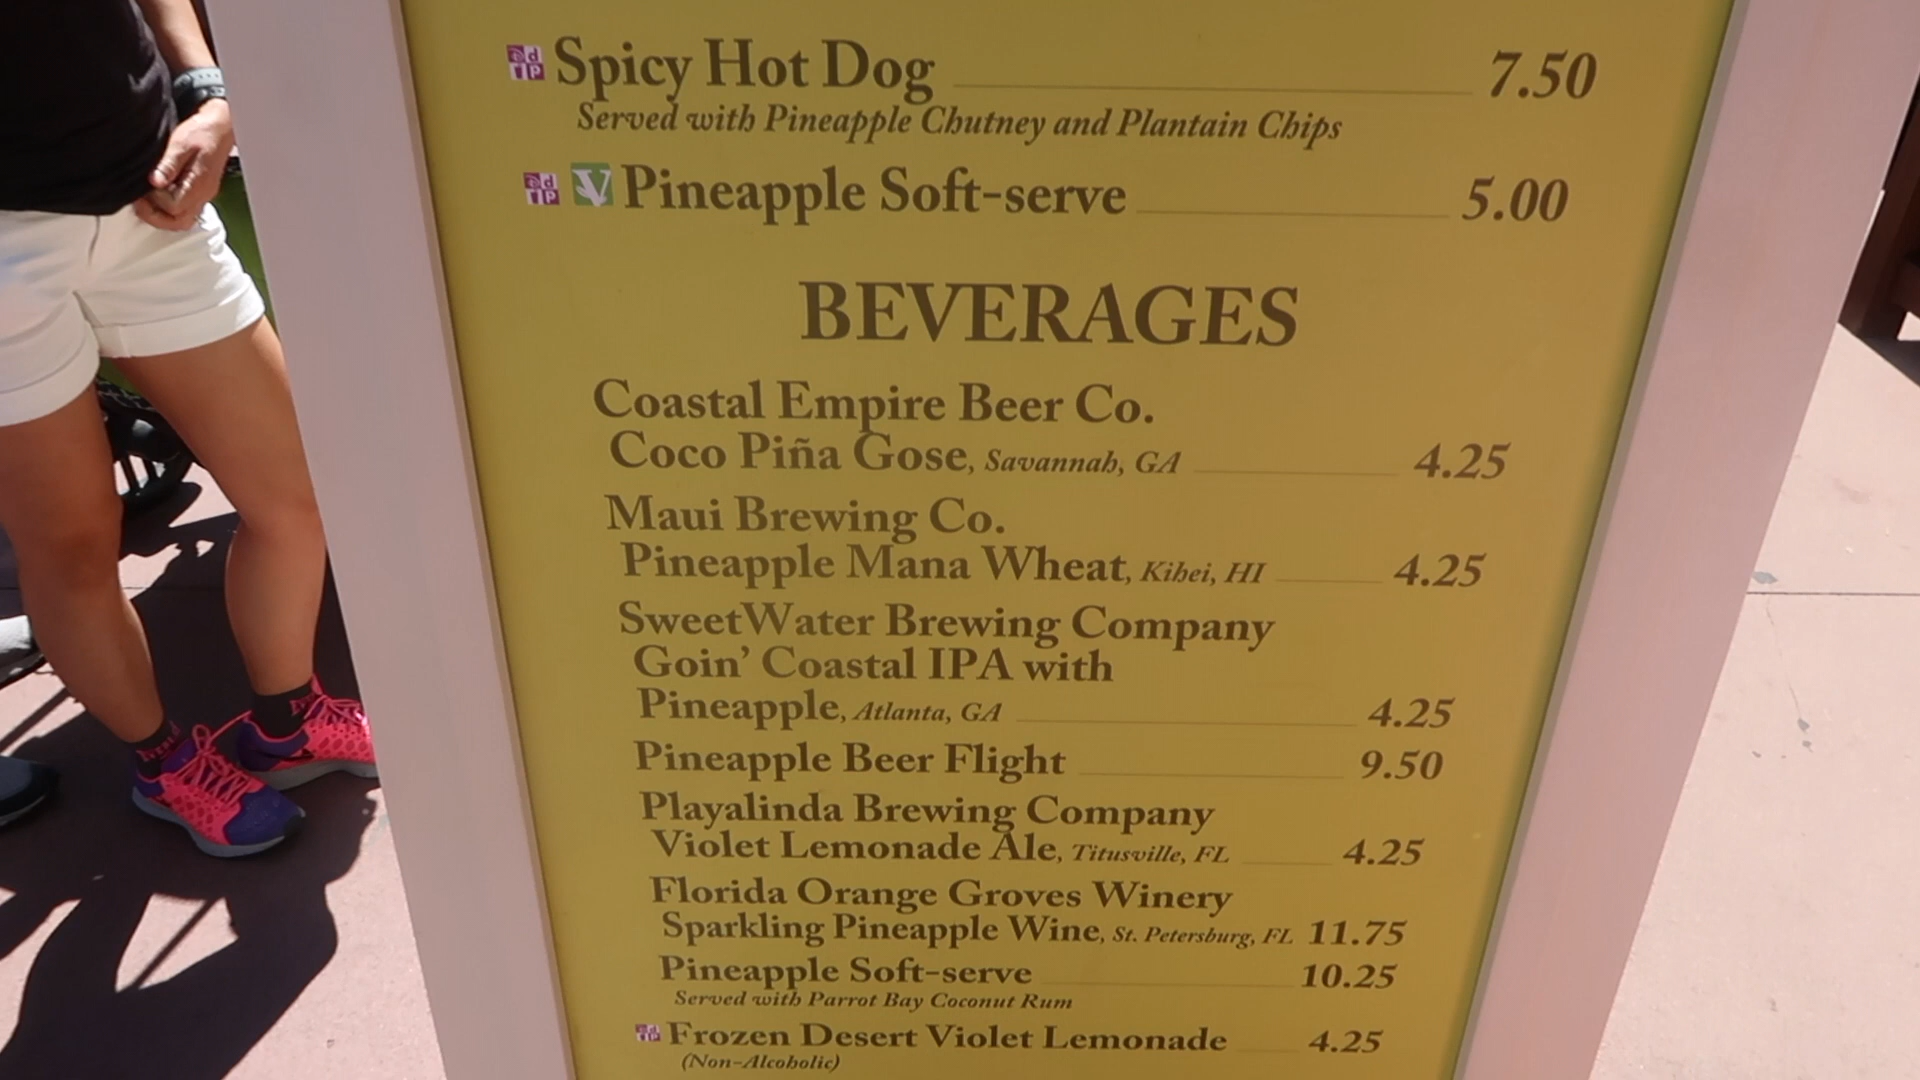 Spicy Hot Dog 7.50
Served with Pineapple Chutney and Plantain Chips
V Pineapple Soft-serve 5.00
BEVERAGES
Coastal Empire Beer Co.
Coco Piña Gose, Savannah, GA 4.25
Maui Brewing Co.
Pineapple Mana Wheat, Kihei, HI 4.25
SweetWater Brewing Company
Goin' Coastal IPA with
Pineapple, Atlanta, GA 4.25
Pineapple Beer Flight 9.50
Playalinda Brewing Company
Violet Lemonade Ale, Titusville, FL 4.25
Florida Orange Groves Winery
Sparkling Pineapple Wine, St. Petersburg, FL 11.75
Pineapple Soft-serve 10.25
Served with Parrot Bay Coconut Rum
Frozen Desert Violet Lemonade 4.25
(Non-Alcoholic)